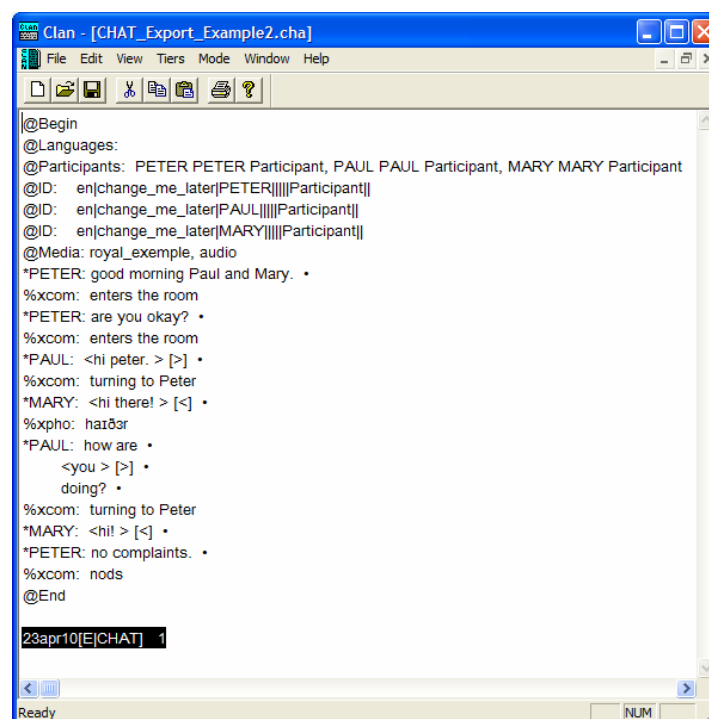 Clan - [CHAT_Export_Example2.cha]
File Edit View Tiers Mode Window Help
@Begin
@Languages:
@Participants: PETER PETER Participant, PAUL PAUL Participant, MARY MARY Participant
@ID: en|change_me_later|PETER|||||Participant||
@ID: en|change_me_later|PAUL|||||Participant||
@ID: en|change_me_later|MARY|||||Participant||
@Media: royal_exemple, audio
*PETER: good morning Paul and Mary. •
%xcom: enters the room
*PETER: are you okay? •
%xcom: enters the room
*PAUL: <hi peter. > [>] •
%xcom: turning to Peter
*MARY: <hi there! > [<] •
%xpho: haɪðɜr
*PAUL: how are •
<you > [>] •
doing? •
%xcom: turning to Peter
*MARY: <hi! > [<] •
*PETER: no complaints. •
%xcom: nods
@End
23apr10[E|CHAT] 1
Ready NUM